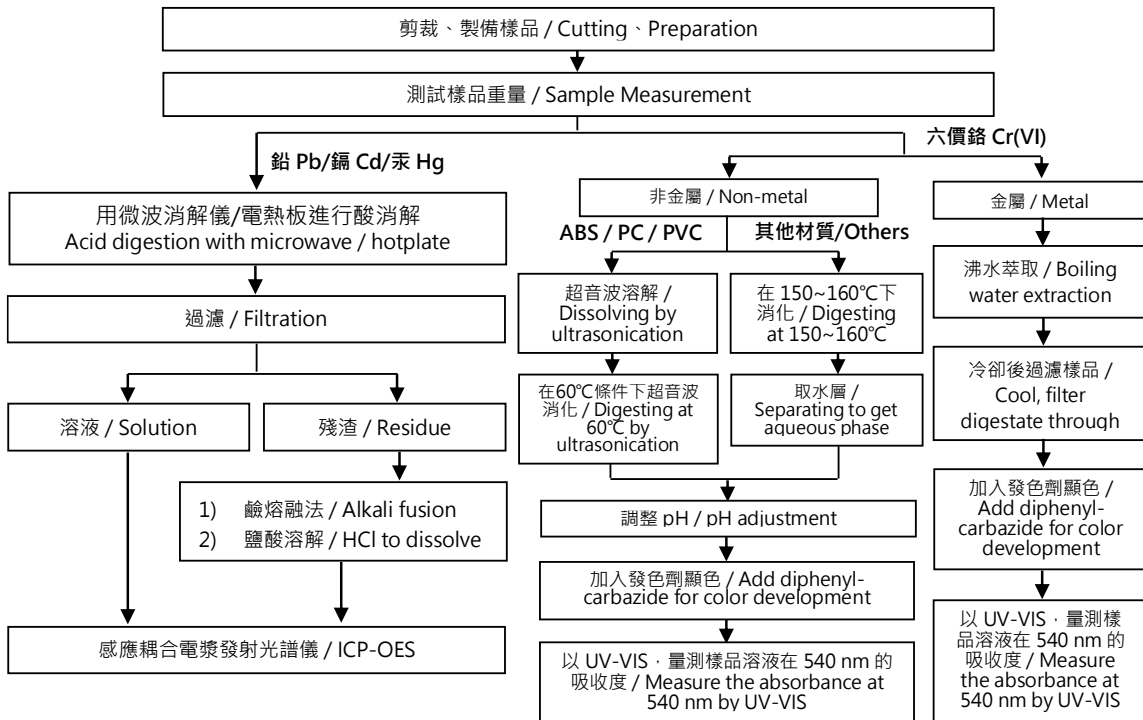 剪裁、製備樣品 / Cutting、Preparation
測試樣品重量 / Sample Measurement
鉛 Pb/鎘 Cd/汞 Hg
六價鉻 Cr(VI)
用微波消解儀/電熱板進行酸消解
Acid digestion with microwave / hotplate
過濾 / Filtration
溶液 / Solution
殘渣 / Residue
1) 鹼熔融法 / Alkali fusion
2) 鹽酸溶解 / HCl to dissolve
感應耦合電漿發射光譜儀 / ICP-OES
非金屬 / Non-metal
ABS / PC / PVC
其他材質/Others
超音波溶解 /
Dissolving by
ultrasonication
在60℃條件下超音波
消化 / Digesting at
60℃ by
ultrasonication
在 150~160℃下
消化 / Digesting
at 150~160℃
取水層 /
Separating to get
aqueous phase
調整 pH / pH adjustment
加入發色劑顯色 / Add diphenyl-
carbazide for color development
以 UV-VIS，量測樣品溶液在 540 nm 的
吸收度 / Measure the absorbance at
540 nm by UV-VIS
金屬 / Metal
沸水萃取 / Boiling
water extraction
冷卻後過濾樣品 /
Cool, filter
digestate through
加入發色劑顯色 /
Add diphenyl-
carbazide for color
development
以 UV-VIS，量測樣
品溶液在 540 nm 的
吸收度 / Measure
the absorbance at
540 nm by UV-VIS